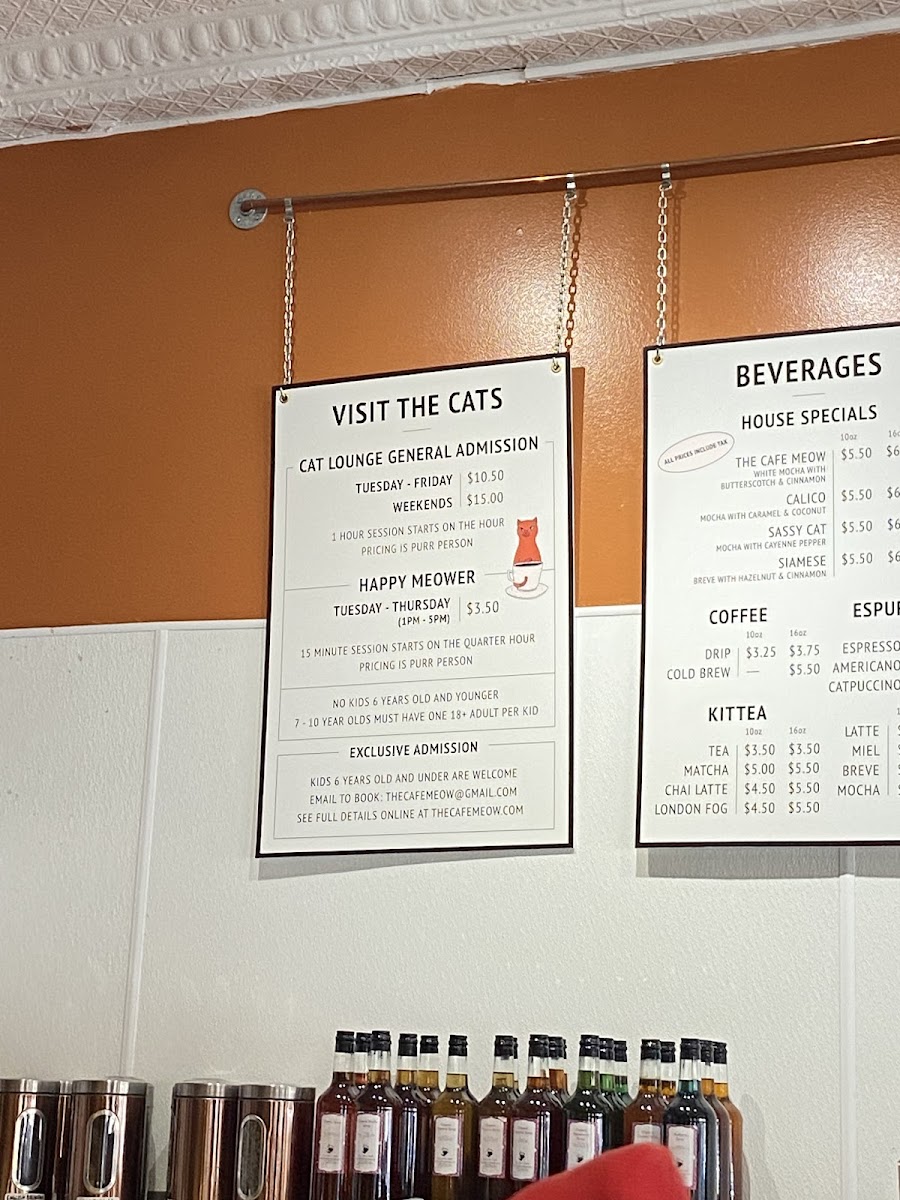 VISIT THE CATS
CAT LOUNGE GENERAL ADMISSION
TUESDAY - FRIDAY $10.50
WEEKENDS $15.00
1 HOUR SESSION STARTS ON THE HOUR
PRICING IS PURR PERSON
HAPPY MEOWER
TUESDAY - THURSDAY $3.50
(1PM - 5PM)
15 MINUTE SESSION STARTS ON THE QUARTER HOUR
PRICING IS PURR PERSON
NO KIDS 6 YEARS OLD AND YOUNGER
7 - 10 YEAR OLDS MUST HAVE ONE 18+ ADULT PER KID
EXCLUSIVE ADMISSION
KIDS 6 YEARS OLD AND UNDER ARE WELCOME
EMAIL TO BOOK: THECAFEMEOW@GMAIL.COM
SEE FULL DETAILS ONLINE AT THECAFEMEOW.COM
BEVERAGES
HOUSE SPECIALS
ALL PRICES INCLUDE TAX
10oz 16
THE CAFE MEOW $5.50 $6
WHITE MOCHA WITH
BUTTERSCOTCH & CINNAMON
CALICO $5.50 $6
MOCHA WITH CARAMEL & COCONUT
SASSY CAT $5.50 $6
MOCHA WITH CAYENNE PEPPER
SIAMESE $5.50 $6
BREVE WITH HAZELNUT & CINNAMON
COFFEE
10oz 16oz
DRIP $3.25 $3.75
COLD BREW — $5.50
KITTEA
10oz 16oz
TEA $3.50 $3.50
MATCHA $5.00 $5.50
CHAI LATTE $4.50 $5.50
LONDON FOG $4.50 $5.50
ESPU
ESPRESSO
AMERICANO
CATPUCCINO
LATTE
MIEL
BREVE
MOCHA